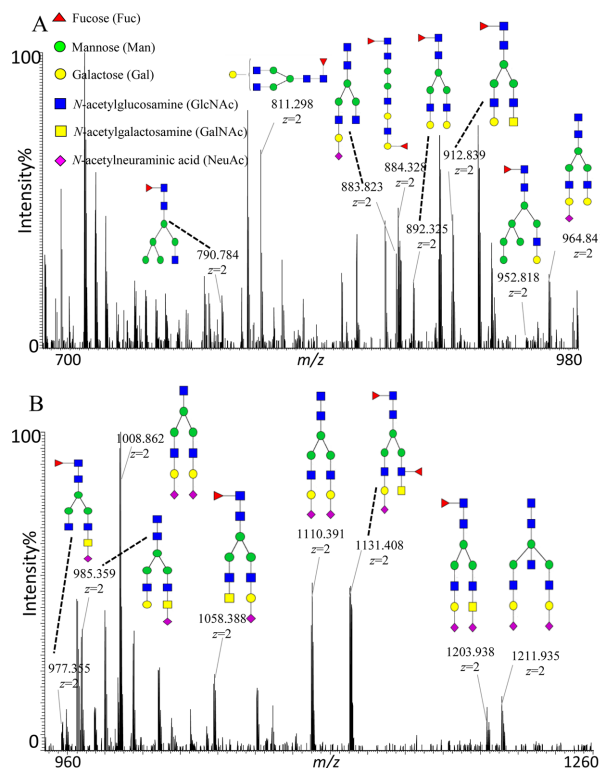 A
Fucose (Fuc)
Mannose (Man)
Galactose (Gal)
N-acetylglucosamine (GlcNAc)
N-acetylgalactosamine (GalNAc)
N-acetylneuraminic acid (NeuAc)
100
Intensity%
0
700
m/z
980
790.784
z=2
811.298
z=2
883.823
z=2
884.328
z=2
892.325
z=2
912.839
z=2
952.818
z=2
964.84
z=2
B
100
Intensity%
0
960
m/z
1260
977.355
z=2
985.359
z=2
1008.862
z=2
1058.388
z=2
1110.391
z=2
1131.408
z=2
1203.938
z=2
1211.935
z=2